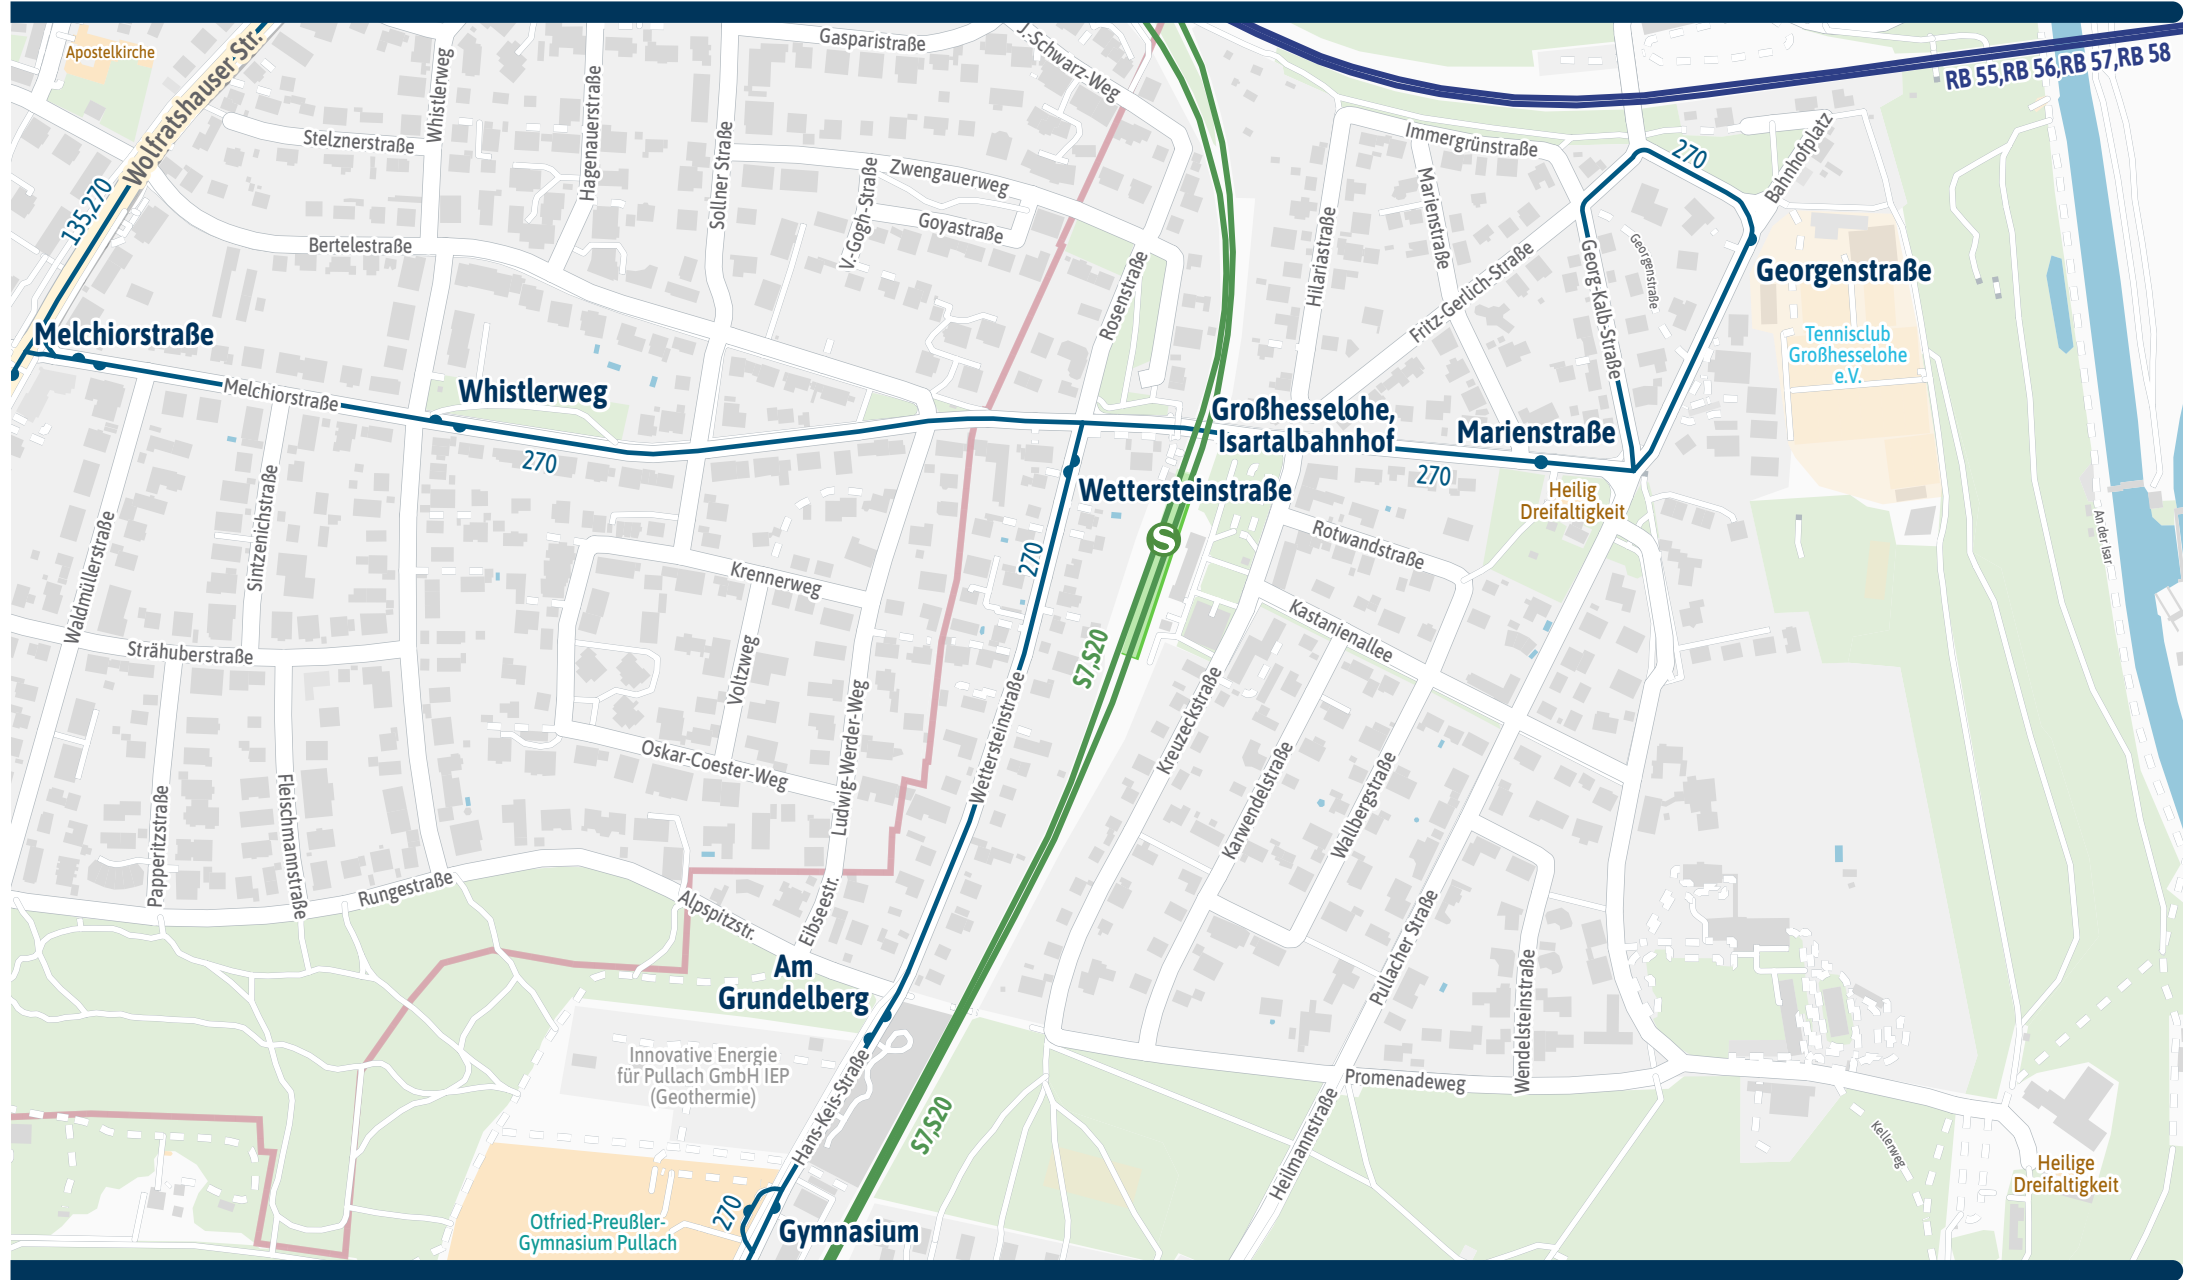 Apostelkirche
Wolfratshauser-Str.
Whistlerweg
Hagenauerstraße
Gasparistraße
J.-Schwarz-Weg
RB 55,RB 56,RB 57,RB 58
Stelznerstraße
Sollner Straße
Zwengauerweg
V.-Gogh-Straße
Goyastraße
Immergrünstraße
Marienstraße
270
Bahnhofplatz
135,270
Bertelestraße
Rosenstraße
Hilariastraße
Fritz-Gerlich-Straße
Georg-Kalb-Straße
Georgenstraße
Georgenstraße
Melchiorstraße
Tennisclub
Großhesselohe
e.V.
Melchiorstraße
Whistlerweg
Großhesselohe,
Isartalbahnhof
Marienstraße
270
270
Wettersteinstraße
Heilig
Dreifaltigkeit
Waldmüllerstraße
Sintzenichstraße
S
270
Rotwandstraße
An der Isar
Krennerweg
Kastanienallee
Strähuberstraße
Voltzweg
S7,S20
Ludwig-Werder-Weg
Wettersteinstraße
Kreuzeckstraße
Oskar-Coester-Weg
Karwendelstraße
Wallbergstraße
Papperitzstraße
Fleischmannstraße
Rungestraße
Alpspitzstr.
Eibseestr.
Pullacher Straße
Wendelsteinstraße
Am
Grundelberg
Innovative Energie
für Pullach GmbH IEP
(Geothermie)
Hans-Keis-Straße
S7,S20
Promenadeweg
Heilmannstraße
Kellerweg
Heilige
Dreifaltigkeit
270
Otfried-Preußler-
Gymnasium Pullach
Gymnasium